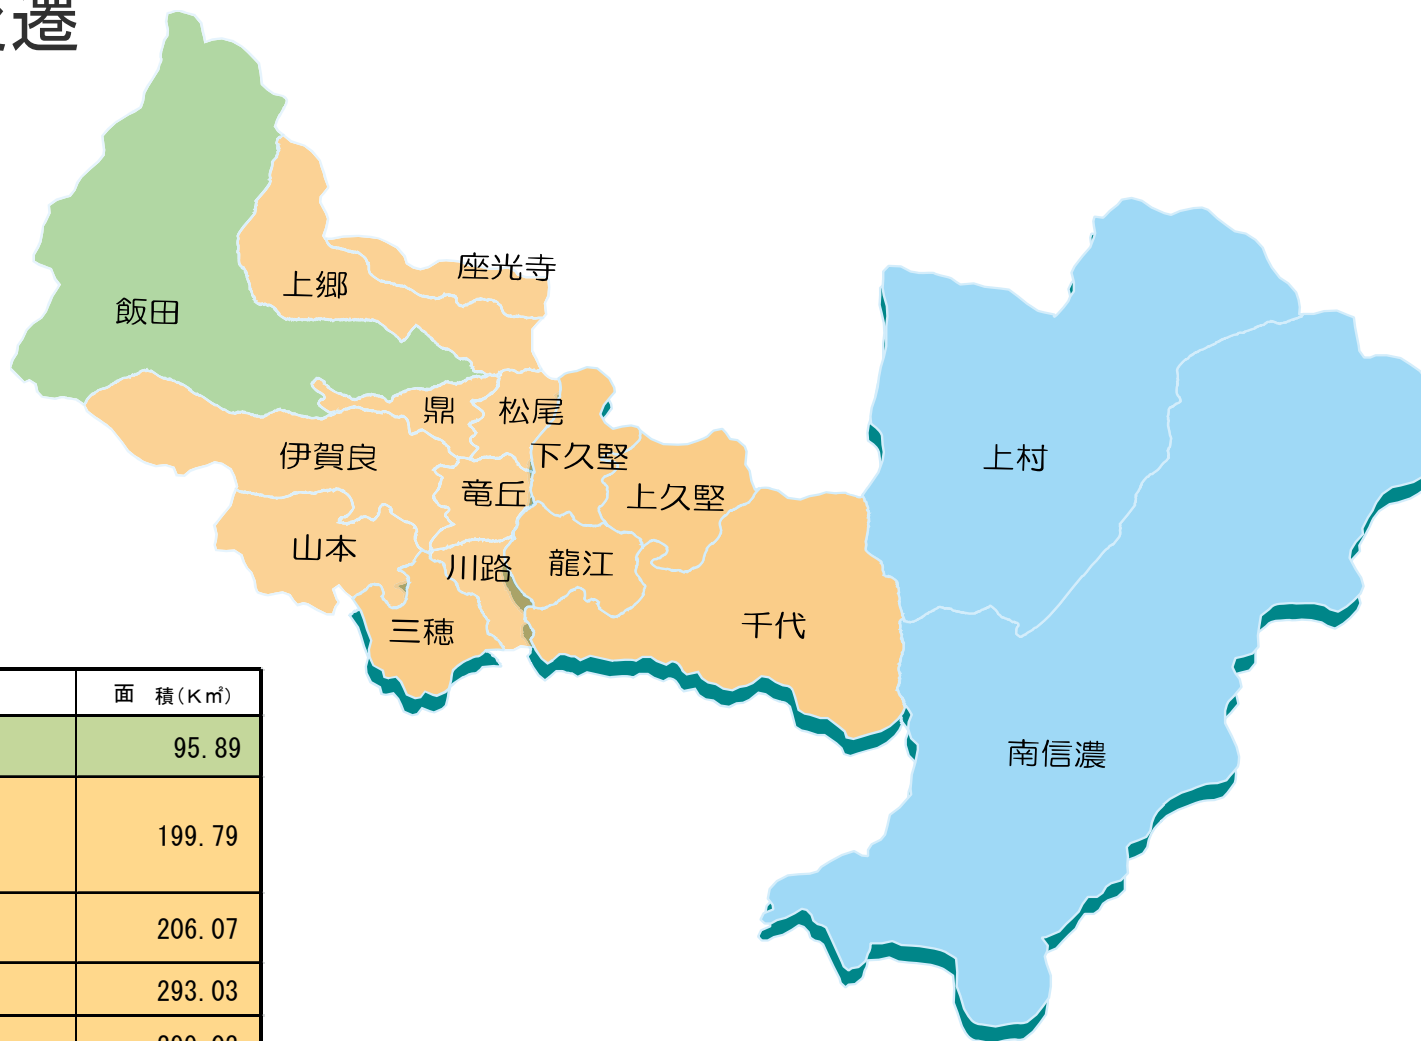 遷
座光寺
上郷
飯田
鼎
松尾
伊賀良
下久堅
上村
竜丘
上久堅
山本
川路
龍江
三穂
千代
南信濃
面 積(K㎡)
95.89
199.79
206.07
293.03